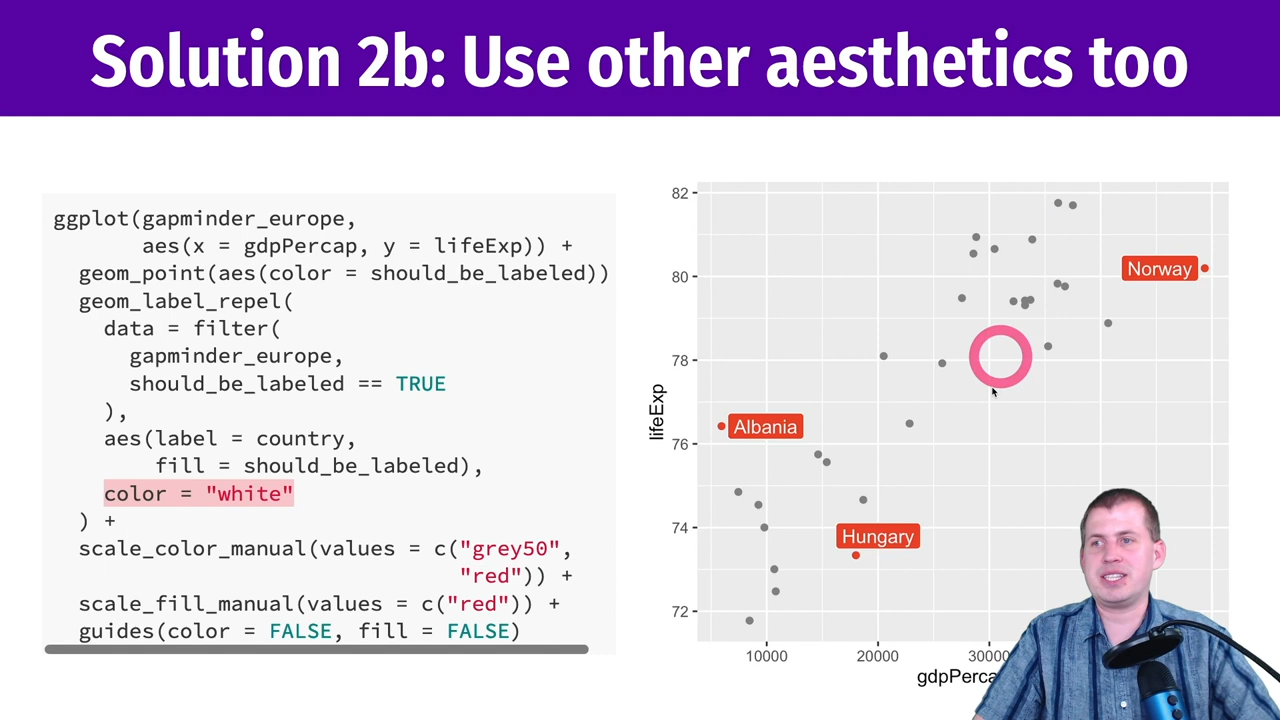 Solution 2b: Use other aesthetics too
ggplot(gapminder_europe,
aes(x = gdpPercap, y = lifeExp)) +
geom_point(aes(color = should_be_labeled))
geom_label_repel(
data = filter(
gapminder_europe,
should_be_labeled == TRUE
),
aes(label = country,
fill = should_be_labeled),
color = "white"
) +
scale_color_manual(values = c("grey50",
"red")) +
scale_fill_manual(values = c("red")) +
guides(color = FALSE, fill = FALSE)
82
80
78
76
74
72
lifeExp
Norway
Albania
Hungary
10000
20000
30000
gdpPerca